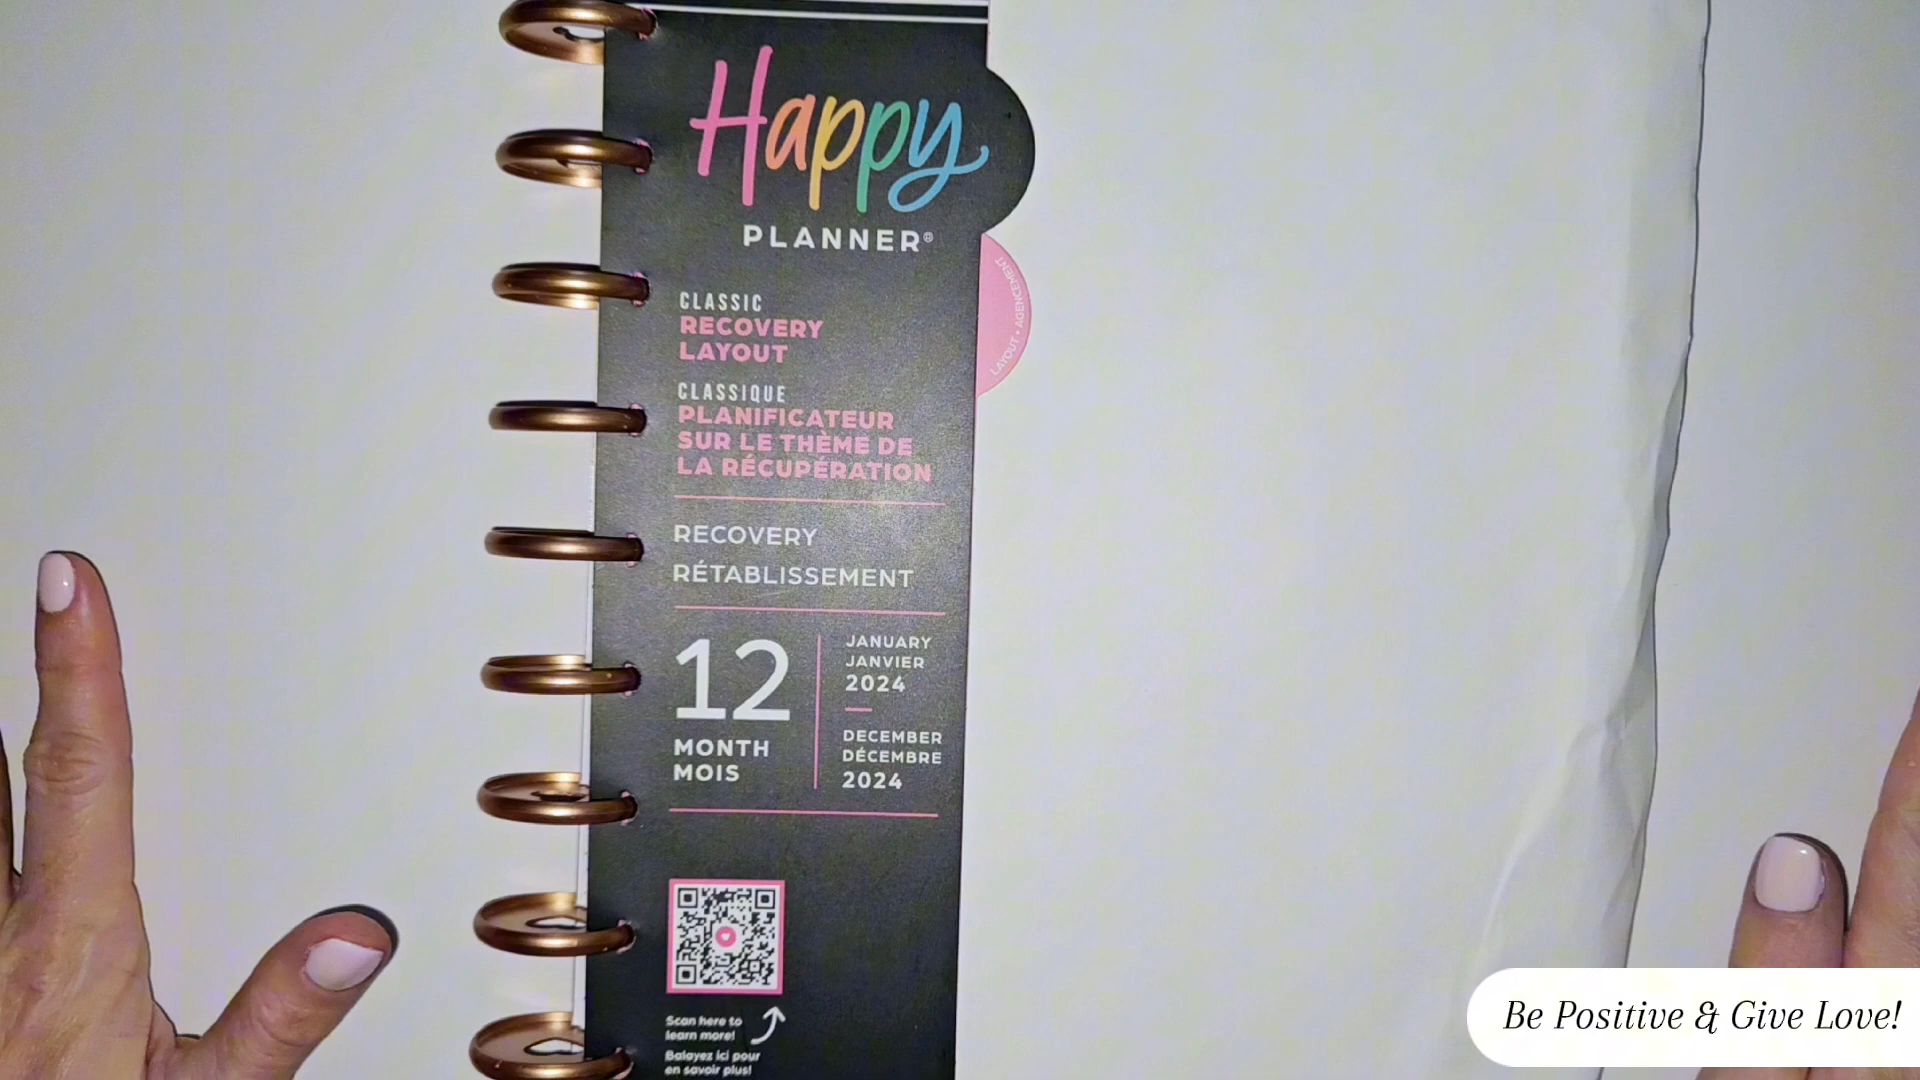 Happy
PLANNER®
LAYOUT • AGENCEMENT
CLASSIC
RECOVERY
LAYOUT
CLASSIQUE
PLANIFICATEUR
SUR LE THÈME DE
LA RÉCUPÉRATION
RECOVERY
RÉTABLISSEMENT
12
MONTH
MOIS
JANUARY
JANVIER
2024
—
DECEMBER
DÉCEMBRE
2024
Scan here to
learn more!
Balayez ici pour
en savoir plus!
Be Positive & Give Love!